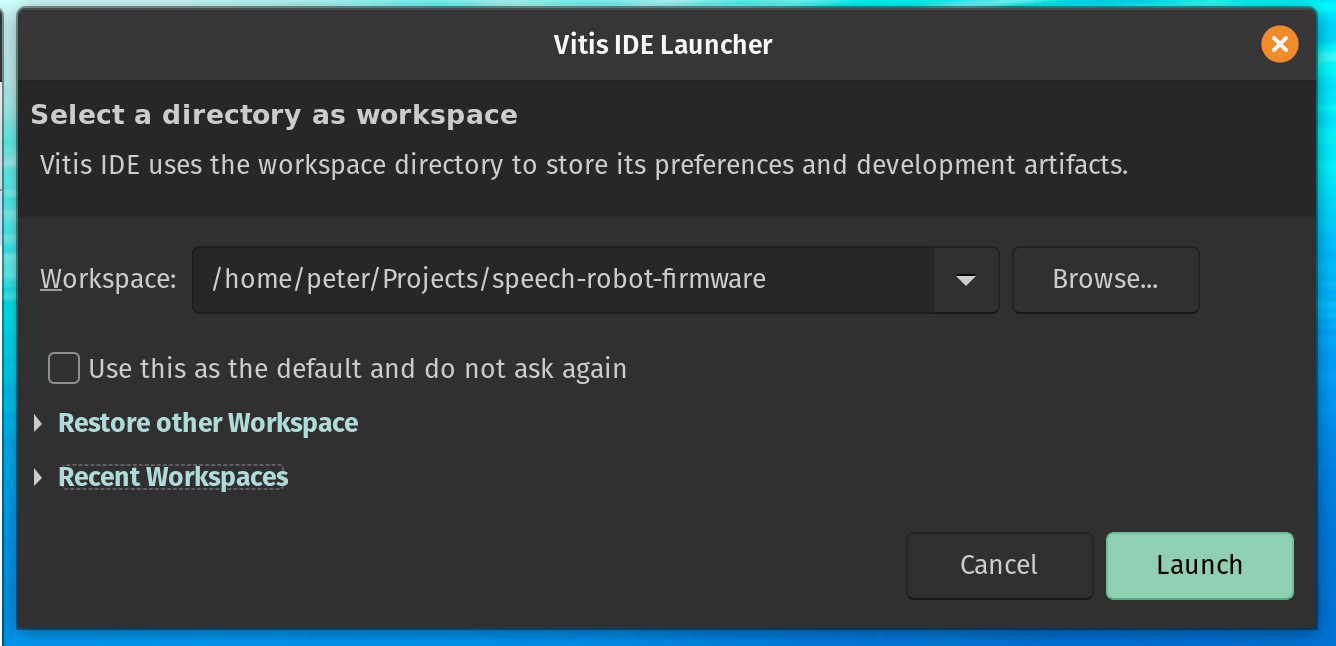 Vitis IDE Launcher
Select a directory as workspace
Vitis IDE uses the workspace directory to store its preferences and development artifacts.
Workspace: /home/peter/Projects/speech-robot-firmware Browse...
Use this as the default and do not ask again
Restore other Workspace
Recent Workspaces
Cancel Launch